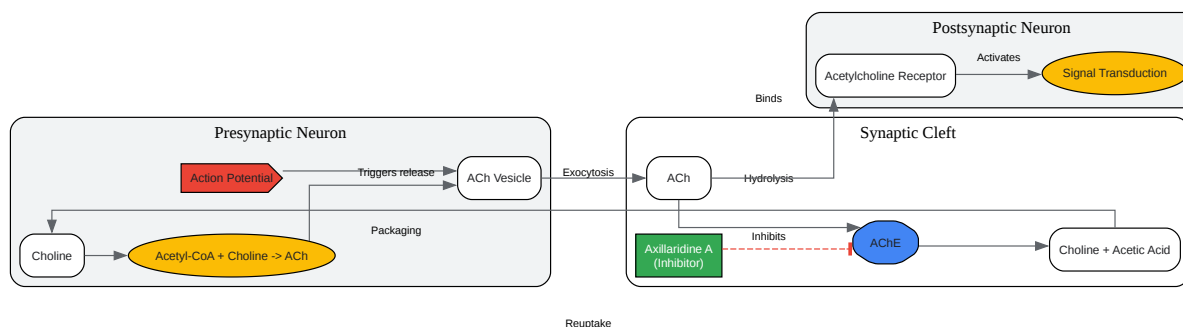 Postsynaptic Neuron
Activates
Acetylcholine Receptor
Signal Transduction
Binds
Presynaptic Neuron
Synaptic Cleft
Action Potential
Triggers release
ACh Vesicle
Exocytosis
ACh
Hydrolysis
Packaging
Choline
Acetyl-CoA + Choline -> ACh
Axillaridine A
(Inhibitor)
Inhibits
AChE
Choline + Acetic Acid
Reuptake